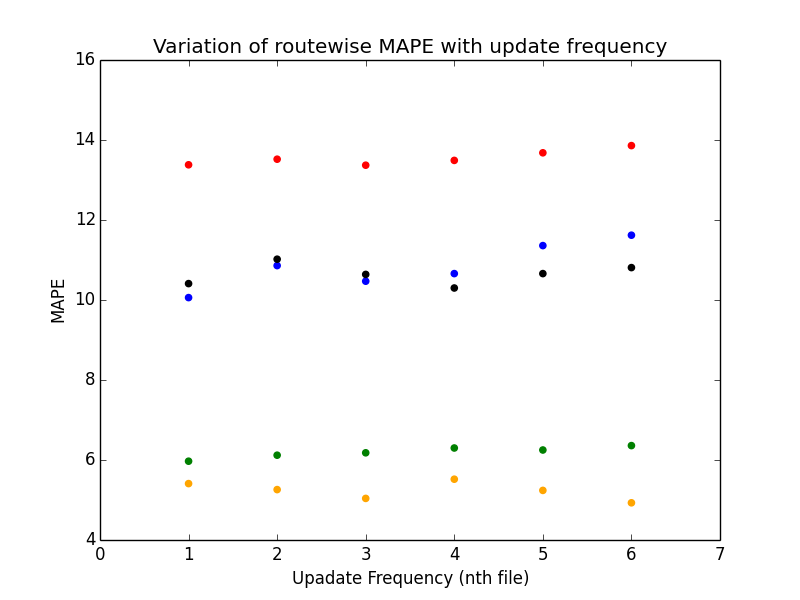 Variation of routewise MAPE with update frequency
16
14
12
10
8
6
4
MAPE
0 1 2 3 4 5 6 7
Upadate Frequency (nth file)